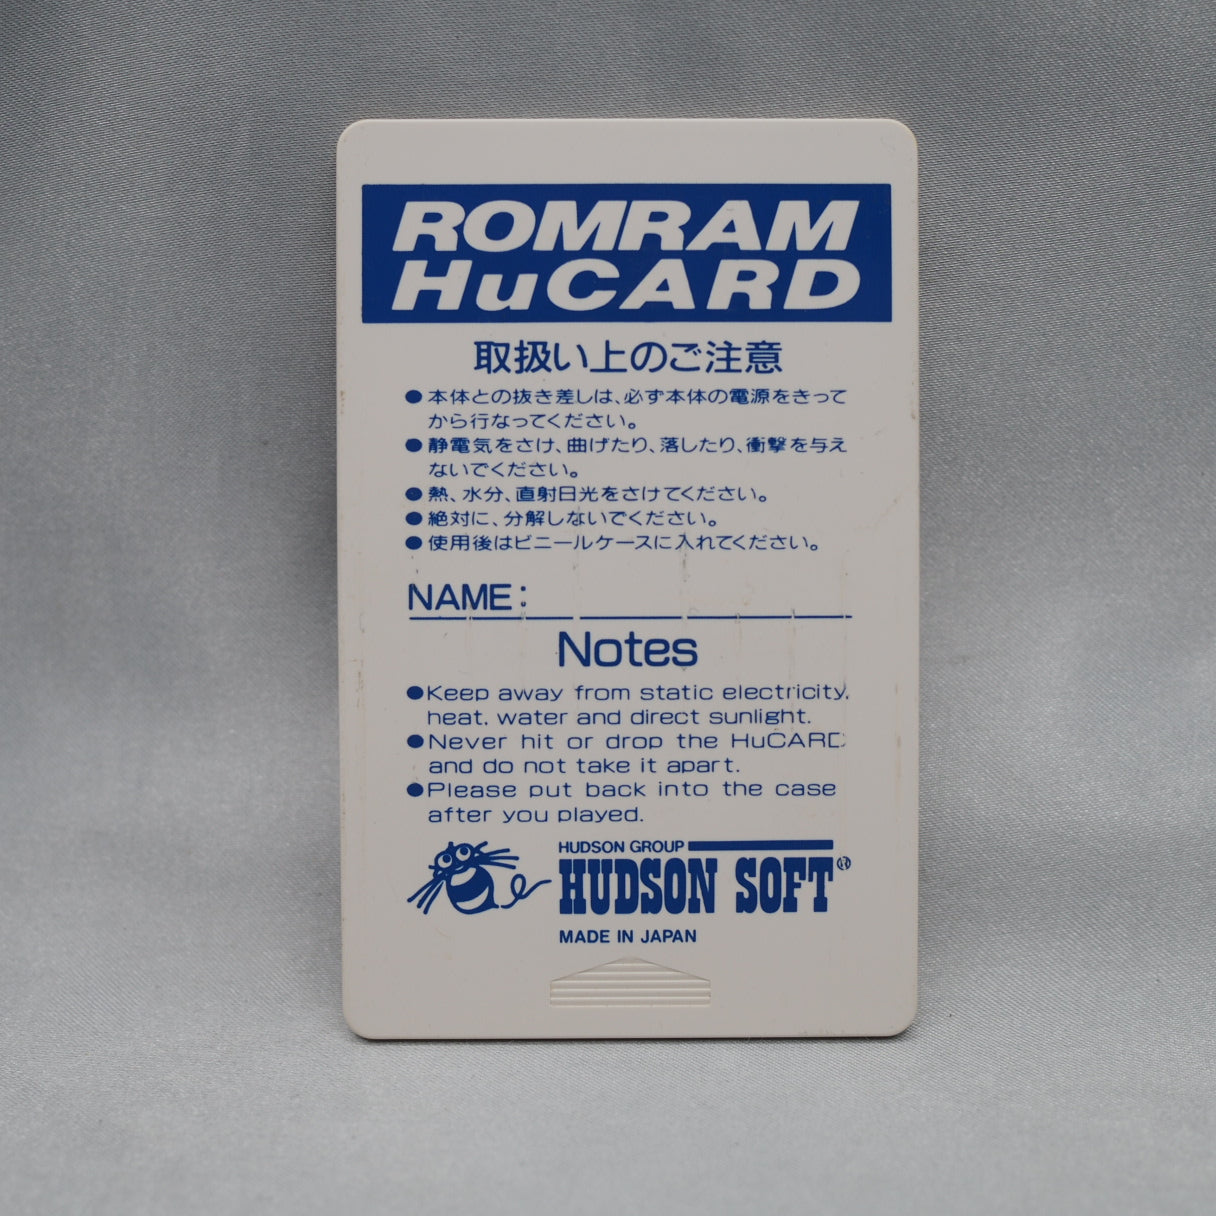 ROMRAM
HuCARD
取扱い上のご注意
●本体との抜き差しは、必ず本体の電源をきって
から行なってください。
●静電気をさけ、曲げたり、落したり、衝撃を与え
ないでください。
●熱、水分、直射日光をさけてください。
●絶対に、分解しないでください。
●使用後はビニールケースに入れてください。
NAME:
Notes
●Keep away from static electricity,
heat, water and direct sunlight.
●Never hit or drop the HuCARD
and do not take it apart.
●Please put back into the case
after you played.
HUDSON GROUP
HUDSON SOFT®
MADE IN JAPAN